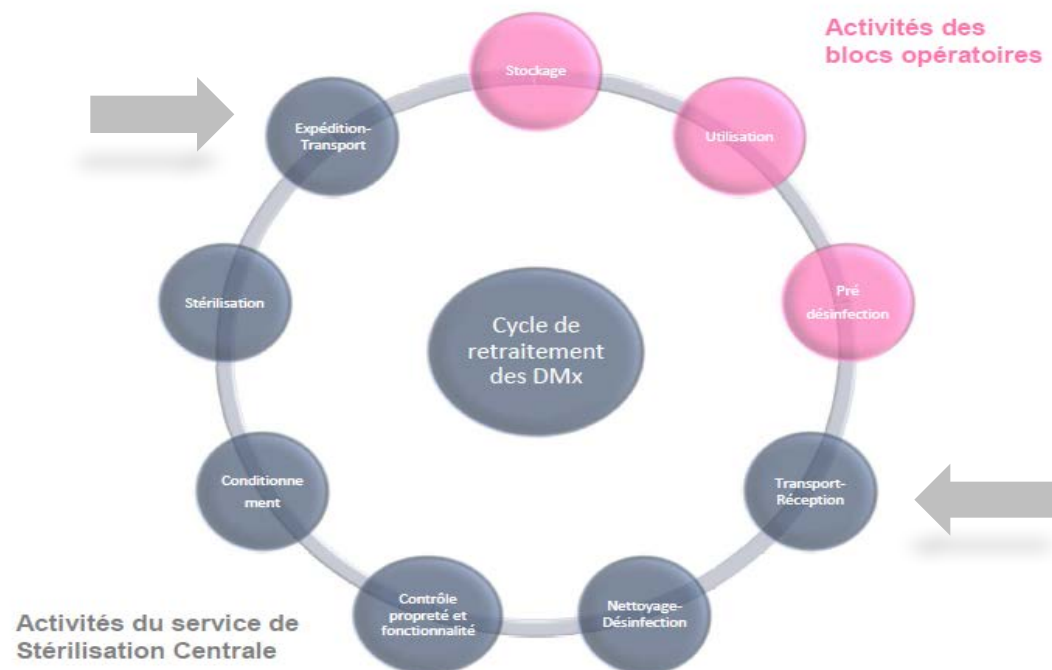 Activités des
blocs opératoires
Stockage
Utilisation
Pré
désinfection
Transport-
Réception
Nettoyage-
Désinfection
Contrôle
propreté et
fonctionnalité
Conditionne
ment
Stérilisation
Expédition-
Transport
Cycle de
retraitement
des DMx
Activités du service de
Stérilisation Centrale